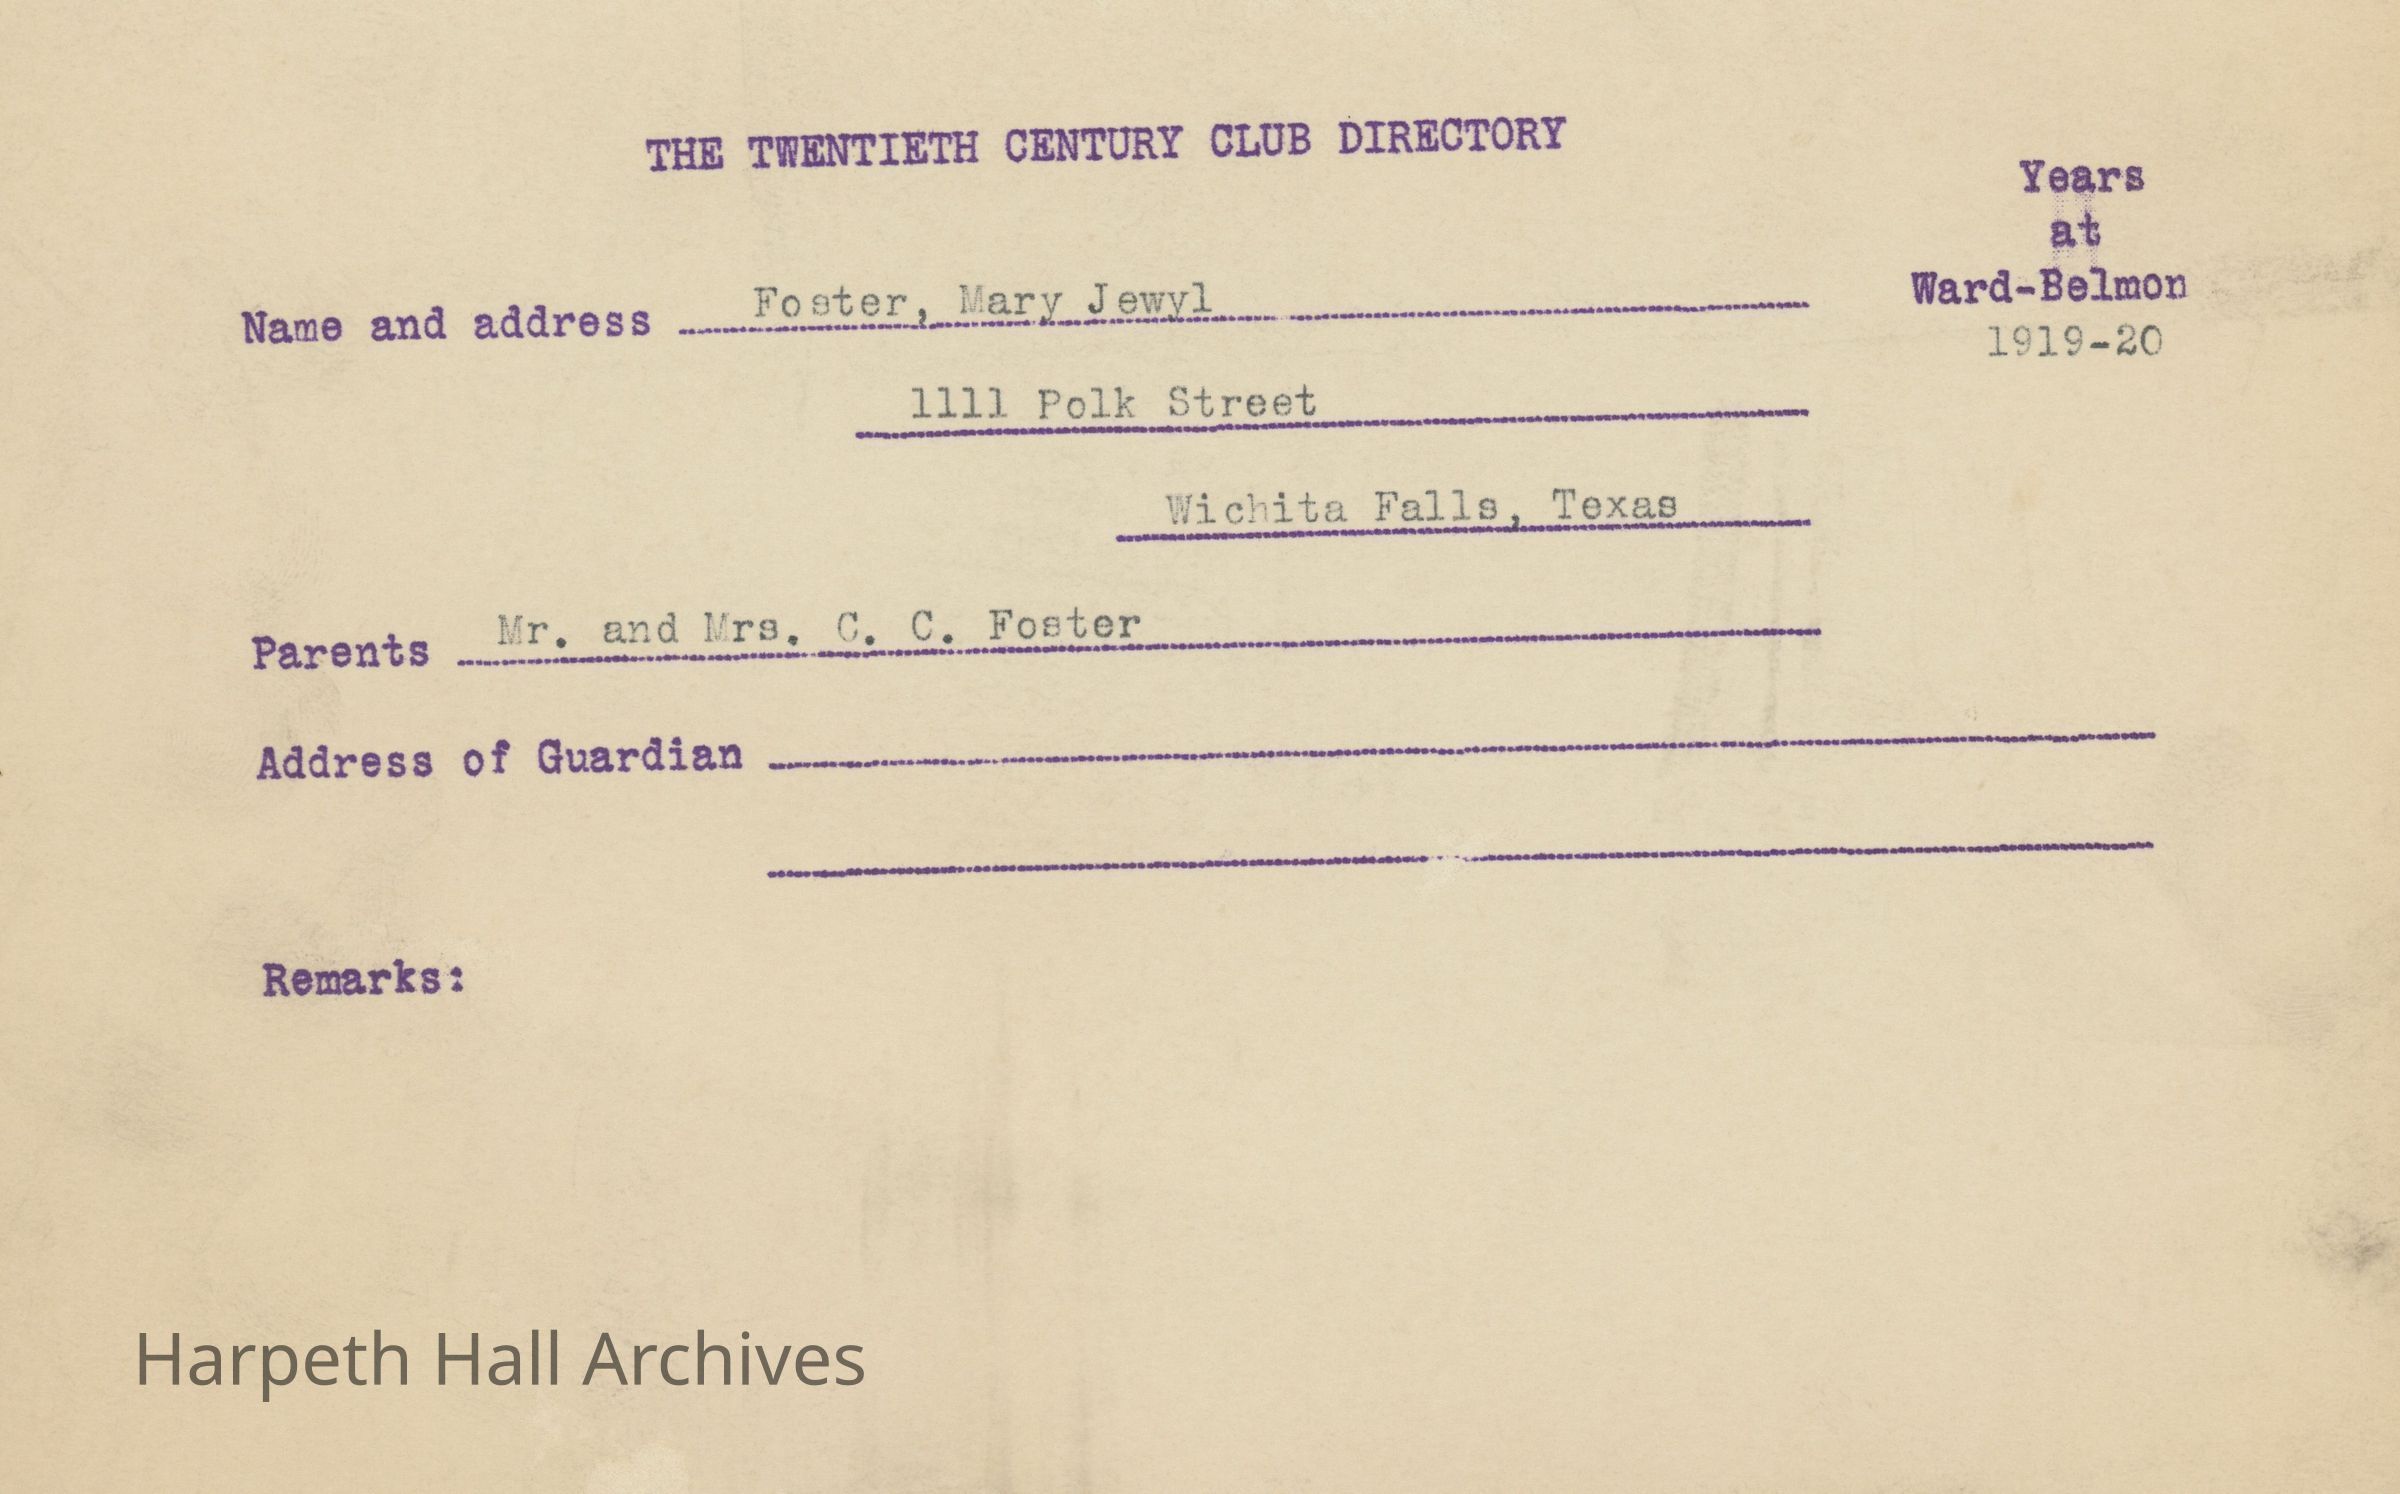 THE TWENTIETH CENTURY CLUB DIRECTORY
Years
at
Ward-Belmon
1919-20
Name and address Foster, Mary Jewyl
1111 Polk Street
Wichita Falls, Texas
Parents Mr. and Mrs. C. C. Foster
Address of Guardian
Remarks:
Harpeth Hall Archives